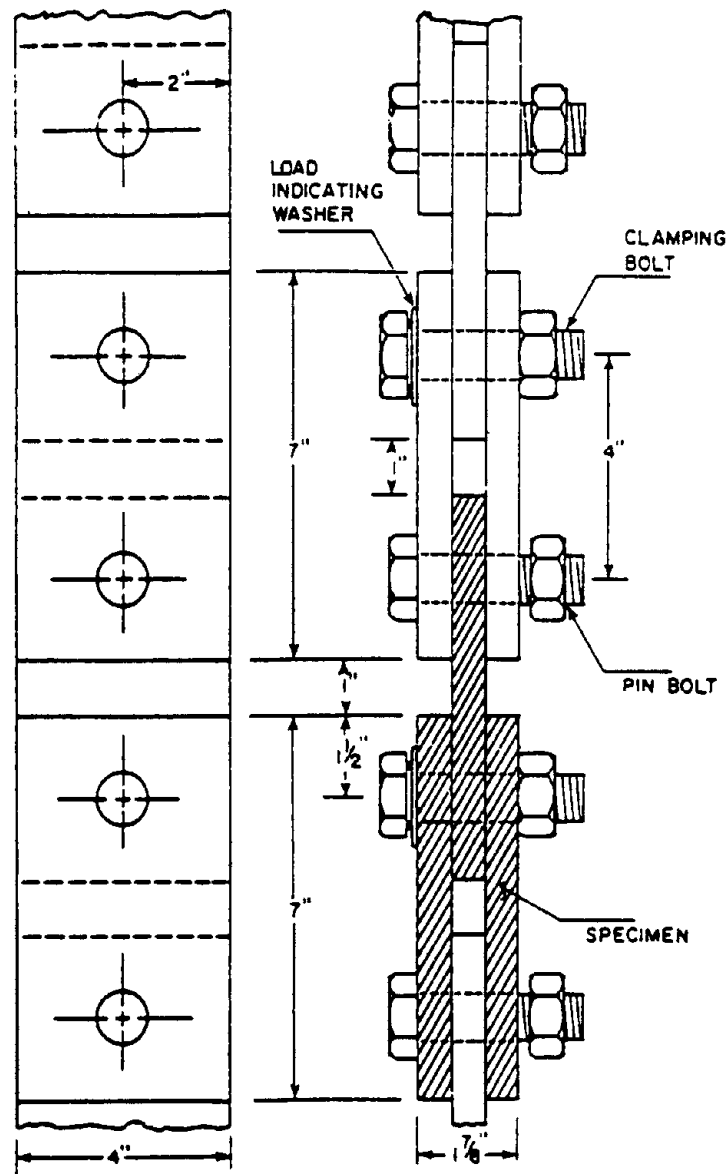 2"
LOAD
INDICATING
WASHER
CLAMPING
BOLT
7"
1"
4"
PIN BOLT
1"
1½"
7"
SPECIMEN
4"
1⅞"